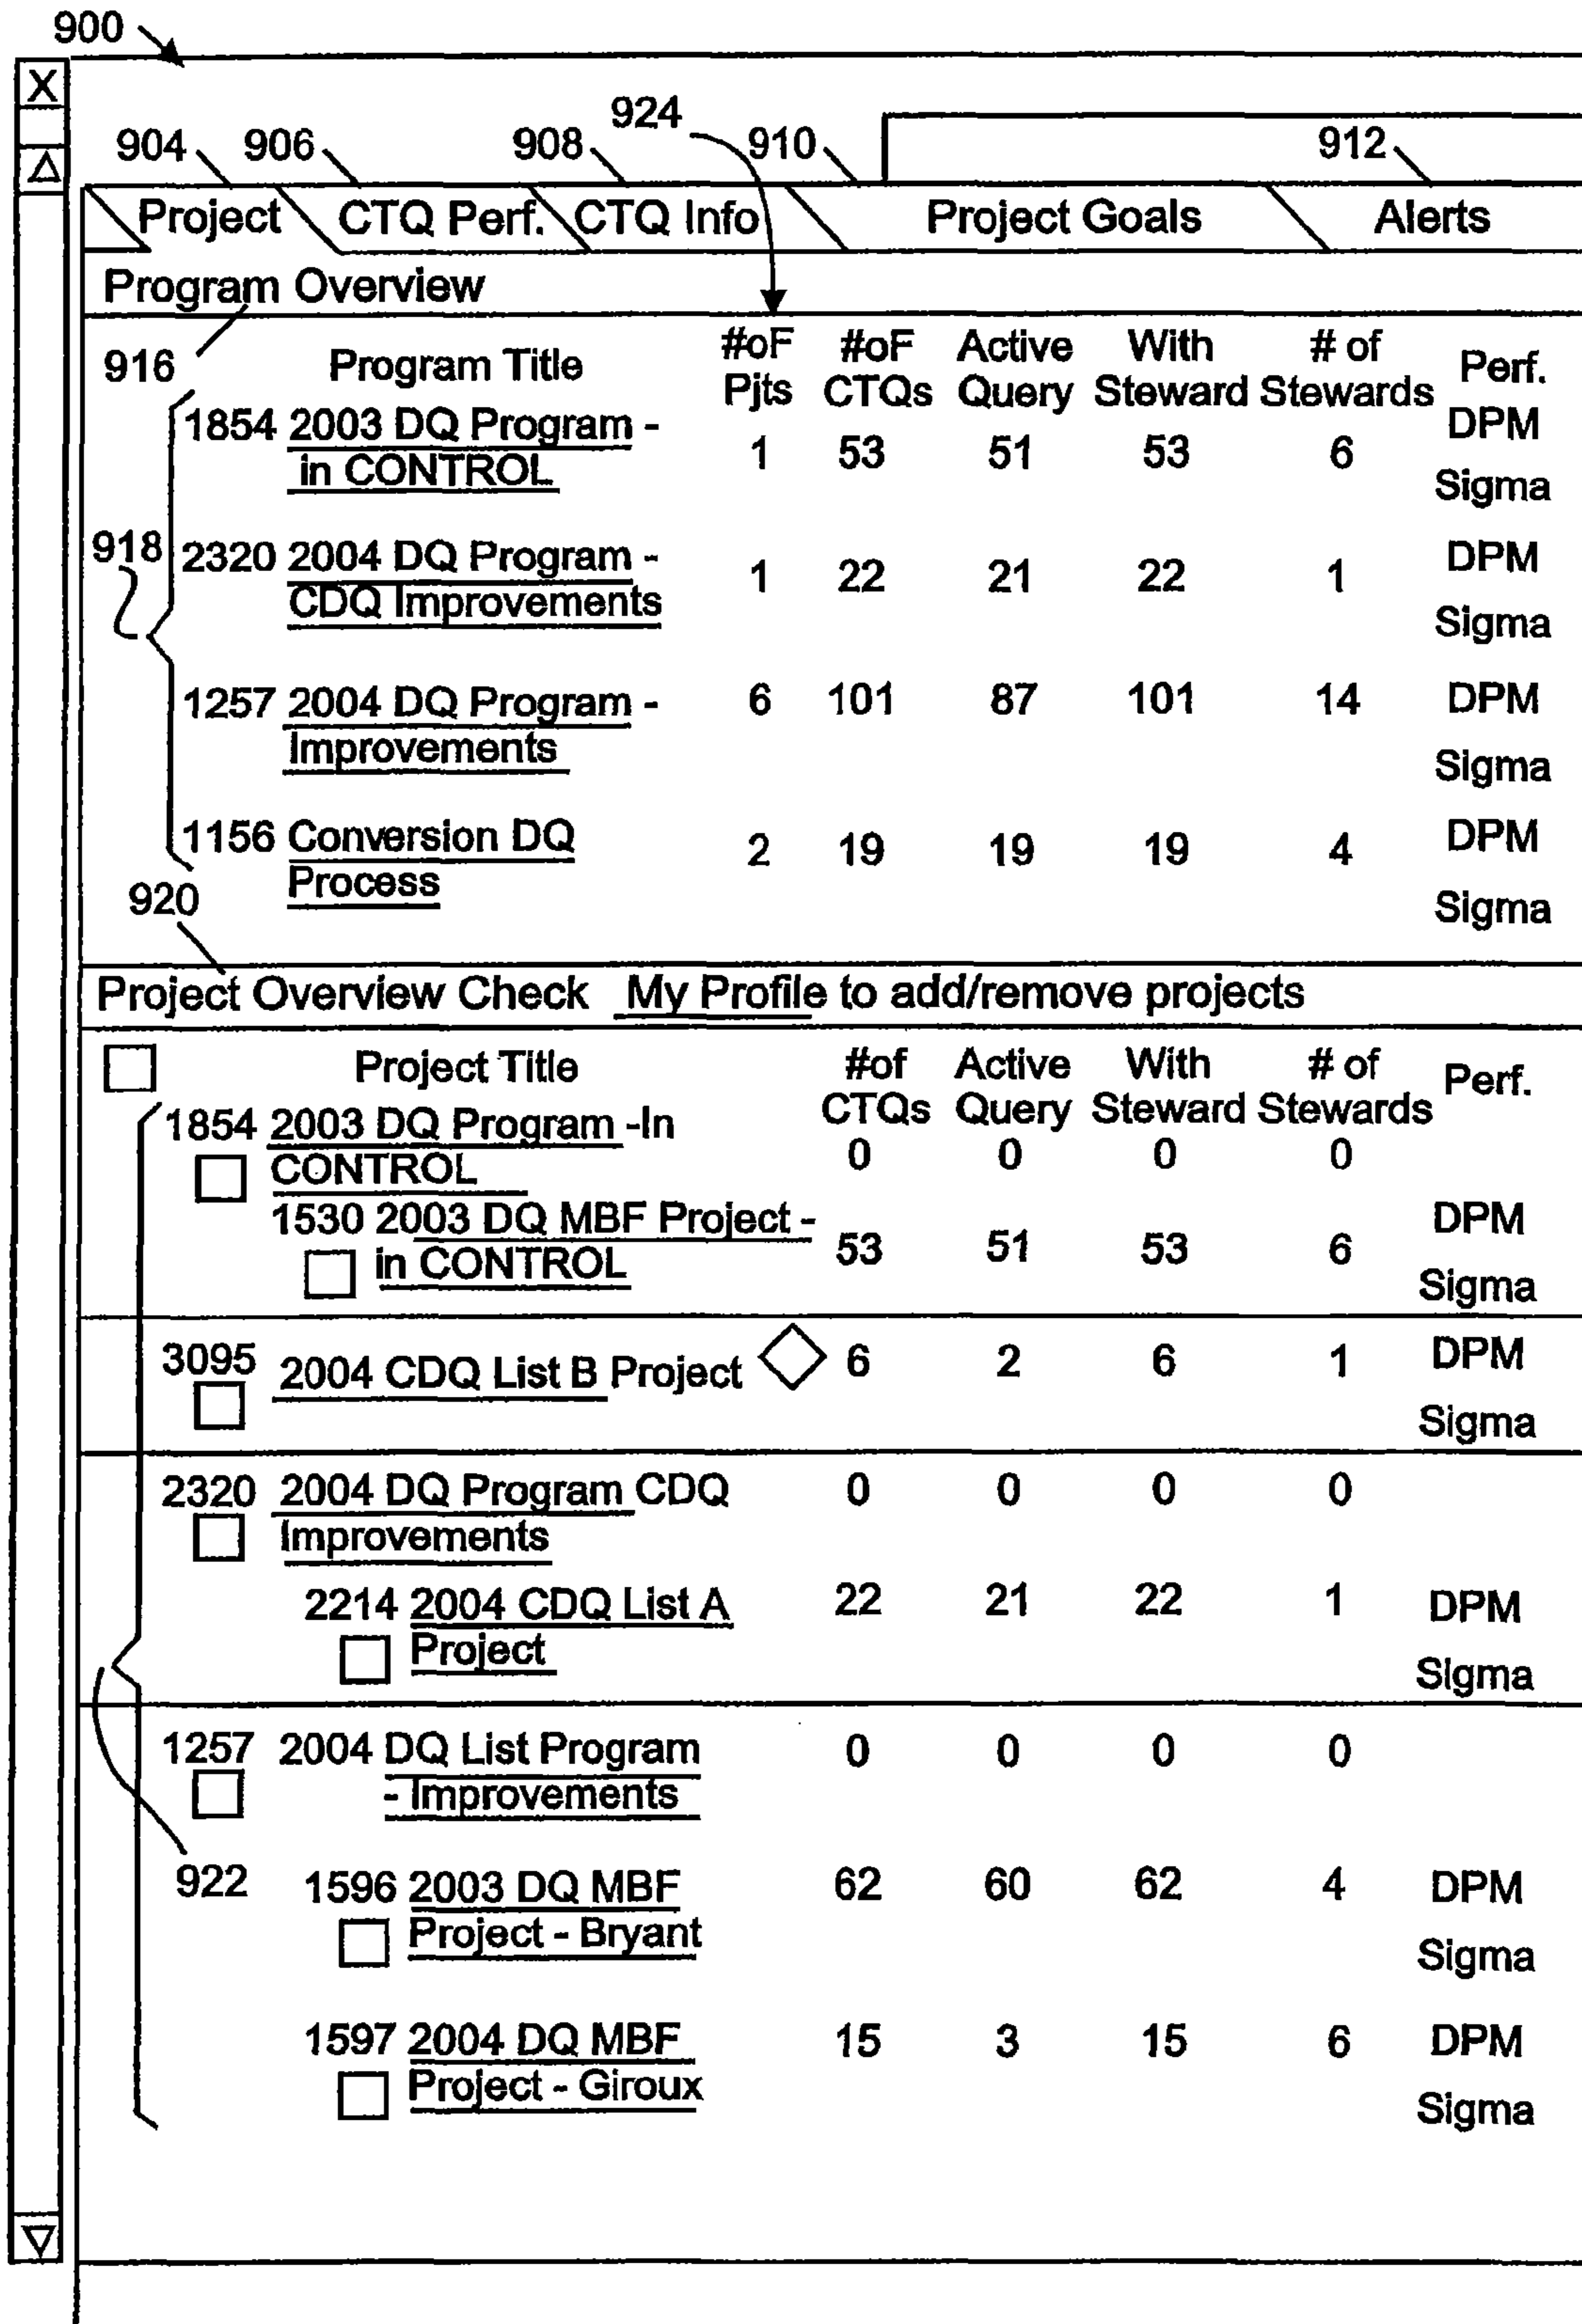 900
X
924
904 906 908 910 912
Project CTQ Perf. CTQ Info Project Goals Alerts
Program Overview
916
Program Title #oF Pjts #oF CTQs Active Query With Steward # of Stewards Perf.
1854 2003 DQ Program - 1 53 51 53 6 DPM
in CONTROL Sigma
918
2320 2004 DQ Program - 1 22 21 22 1 DPM
CDQ Improvements Sigma
1257 2004 DQ Program - 6 101 87 101 14 DPM
Improvements Sigma
1156 Conversion DQ 2 19 19 19 4 DPM
Process Sigma
920
Project Overview Check My Profile to add/remove projects
Project Title #of CTQs Active Query With Steward # of Stewards Perf.
1854 2003 DQ Program -In
CONTROL 0 0 0 0
1530 2003 DQ MBF Project - 53 51 53 6 DPM
in CONTROL Sigma
3095 2004 CDQ List B Project 6 2 6 1 DPM
Sigma
2320 2004 DQ Program CDQ 0 0 0 0
Improvements
2214 2004 CDQ List A 22 21 22 1 DPM
Project Sigma
1257 2004 DQ List Program 0 0 0 0
- Improvements
922
1596 2003 DQ MBF 62 60 62 4 DPM
Project - Bryant Sigma
1597 2004 DQ MBF 15 3 15 6 DPM
Project - Giroux Sigma